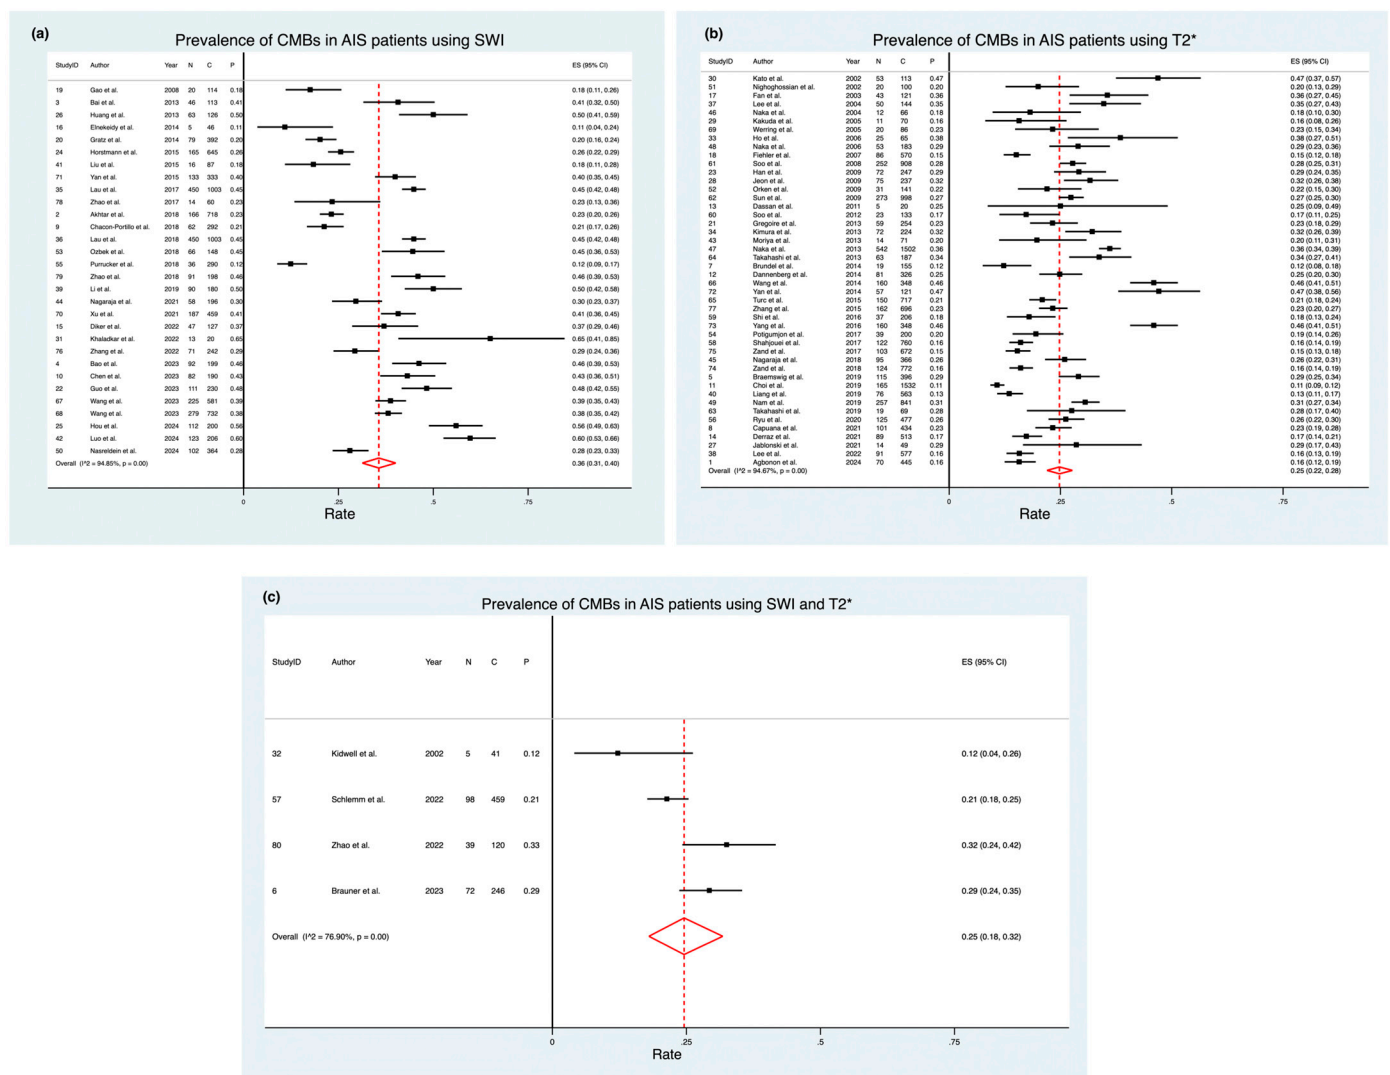 (a)
Prevalence of CMBs in AIS patients using SWI
StudyID Author Year N C P ES (95% CI)
19 Gao et al. 2008 20 114 0.18 0.18 (0.11, 0.26)
3 Bai et al. 2013 46 113 0.41 0.41 (0.32, 0.50)
26 Huang et al. 2013 63 126 0.50 0.50 (0.41, 0.59)
16 Elnekeidy et al. 2014 5 46 0.11 0.11 (0.04, 0.24)
20 Gratz et al. 2014 79 392 0.20 0.20 (0.16, 0.24)
24 Horstmann et al. 2015 165 645 0.26 0.26 (0.22, 0.29)
41 Liu et al. 2015 16 87 0.18 0.18 (0.11, 0.28)
71 Yan et al. 2015 133 333 0.40 0.40 (0.35, 0.45)
35 Lau et al. 2017 450 1003 0.45 0.45 (0.42, 0.48)
78 Zhao et al. 2017 14 60 0.23 0.23 (0.13, 0.36)
2 Akhtar et al. 2018 166 718 0.23 0.23 (0.20, 0.26)
9 Chacon-Portillo et al. 2018 62 292 0.21 0.21 (0.17, 0.26)
36 Lau et al. 2018 450 1003 0.45 0.45 (0.42, 0.48)
53 Ozbek et al. 2018 66 148 0.45 0.45 (0.36, 0.53)
55 Purrucker et al. 2018 36 290 0.12 0.12 (0.09, 0.17)
79 Zhao et al. 2018 91 198 0.46 0.46 (0.39, 0.53)
39 Li et al. 2019 90 180 0.50 0.50 (0.42, 0.58)
44 Nagaraja et al. 2021 58 196 0.30 0.30 (0.23, 0.37)
70 Xu et al. 2021 187 459 0.41 0.41 (0.36, 0.45)
15 Diker et al. 2022 47 127 0.37 0.37 (0.29, 0.46)
31 Khaladkar et al. 2022 13 20 0.65 0.65 (0.41, 0.85)
76 Zhang et al. 2022 71 242 0.29 0.29 (0.24, 0.36)
4 Bao et al. 2023 92 199 0.46 0.46 (0.39, 0.53)
10 Chen et al. 2023 82 190 0.43 0.43 (0.36, 0.51)
22 Guo et al. 2023 111 230 0.48 0.48 (0.42, 0.55)
67 Wang et al. 2023 225 581 0.39 0.39 (0.35, 0.43)
68 Wang et al. 2023 279 732 0.38 0.38 (0.35, 0.42)
25 Hou et al. 2024 112 200 0.56 0.56 (0.49, 0.63)
42 Luo et al. 2024 123 206 0.60 0.60 (0.53, 0.66)
50 Nasreldein et al. 2024 102 364 0.28 0.28 (0.23, 0.33)
Overall (I^2 = 94.85%, p = 0.00) 0.36 (0.31, 0.40)
0 .25 .5 .75
Rate
(b)
Prevalence of CMBs in AIS patients using T2*
StudyID Author Year N C P ES (95% CI)
30 Kato et al. 2002 53 113 0.47 0.47 (0.37, 0.57)
51 Nighoghossian et al. 2002 20 100 0.20 0.20 (0.13, 0.29)
17 Fan et al. 2003 43 121 0.36 0.36 (0.27, 0.45)
37 Lee et al. 2004 50 144 0.35 0.35 (0.27, 0.43)
46 Naka et al. 2004 12 66 0.18 0.18 (0.10, 0.30)
29 Kakuda et al. 2005 11 70 0.16 0.16 (0.08, 0.26)
69 Werring et al. 2005 20 86 0.23 0.23 (0.15, 0.34)
33 Ho et al. 2006 25 65 0.38 0.38 (0.27, 0.51)
48 Naka et al. 2006 53 183 0.29 0.29 (0.23, 0.36)
18 Fiehler et al. 2007 86 570 0.15 0.15 (0.12, 0.18)
61 Soo et al. 2008 252 908 0.28 0.28 (0.25, 0.31)
23 Han et al. 2009 72 247 0.29 0.29 (0.24, 0.35)
28 Jeon et al. 2009 75 237 0.32 0.32 (0.26, 0.38)
52 Orken et al. 2009 31 141 0.22 0.22 (0.15, 0.30)
62 Sun et al. 2009 273 998 0.27 0.27 (0.25, 0.30)
13 Dassan et al. 2011 5 20 0.25 0.25 (0.09, 0.49)
60 Soo et al. 2012 23 133 0.17 0.17 (0.11, 0.25)
21 Gregoire et al. 2013 59 254 0.23 0.23 (0.18, 0.29)
34 Kimura et al. 2013 72 224 0.32 0.32 (0.26, 0.39)
43 Moriya et al. 2013 14 71 0.20 0.20 (0.11, 0.31)
47 Naka et al. 2013 542 1502 0.36 0.36 (0.34, 0.39)
64 Takahashi et al. 2013 63 187 0.34 0.34 (0.27, 0.41)
7 Brundel et al. 2014 19 155 0.12 0.12 (0.08, 0.18)
12 Dannenberg et al. 2014 81 326 0.25 0.25 (0.20, 0.30)
66 Wang et al. 2014 160 348 0.46 0.46 (0.41, 0.51)
72 Yan et al. 2014 57 121 0.47 0.47 (0.38, 0.56)
65 Turc et al. 2015 150 717 0.21 0.21 (0.18, 0.24)
77 Zhang et al. 2015 162 696 0.23 0.23 (0.20, 0.27)
59 Shi et al. 2016 37 206 0.18 0.18 (0.13, 0.24)
73 Yang et al. 2016 160 348 0.46 0.46 (0.41, 0.51)
54 Potigumjon et al. 2017 39 200 0.20 0.19 (0.14, 0.26)
58 Shahjouei et al. 2017 122 760 0.16 0.16 (0.14, 0.19)
75 Zand et al. 2017 103 672 0.15 0.15 (0.13, 0.18)
45 Nagaraja et al. 2018 95 366 0.26 0.26 (0.22, 0.31)
74 Zand et al. 2018 124 772 0.16 0.16 (0.14, 0.19)
5 Braemswig et al. 2019 115 396 0.29 0.29 (0.25, 0.34)
11 Choi et al. 2019 165 1532 0.11 0.11 (0.09, 0.12)
40 Liang et al. 2019 76 563 0.13 0.13 (0.11, 0.17)
49 Nam et al. 2019 257 841 0.31 0.31 (0.27, 0.34)
63 Takahashi et al. 2019 19 69 0.28 0.28 (0.17, 0.40)
56 Ryu et al. 2020 125 477 0.26 0.26 (0.22, 0.30)
8 Capuana et al. 2021 101 434 0.23 0.23 (0.19, 0.28)
14 Derraz et al. 2021 89 513 0.17 0.17 (0.14, 0.21)
27 Jablonski et al. 2021 14 49 0.29 0.29 (0.17, 0.43)
38 Lee et al. 2022 91 577 0.16 0.16 (0.13, 0.19)
1 Agbonon et al. 2024 70 445 0.16 0.16 (0.12, 0.19)
Overall (I^2 = 94.67%, p = 0.00) 0.25 (0.22, 0.28)
0 .25 .5 .75
Rate
(c)
Prevalence of CMBs in AIS patients using SWI and T2*
StudyID Author Year N C P ES (95% CI)
32 Kidwell et al. 2002 5 41 0.12 0.12 (0.04, 0.26)
57 Schlemm et al. 2022 98 459 0.21 0.21 (0.18, 0.25)
80 Zhao et al. 2022 39 120 0.33 0.32 (0.24, 0.42)
6 Brauner et al. 2023 72 246 0.29 0.29 (0.24, 0.35)
Overall (I^2 = 76.90%, p = 0.00) 0.25 (0.18, 0.32)
0 .25 .5 .75
Rate